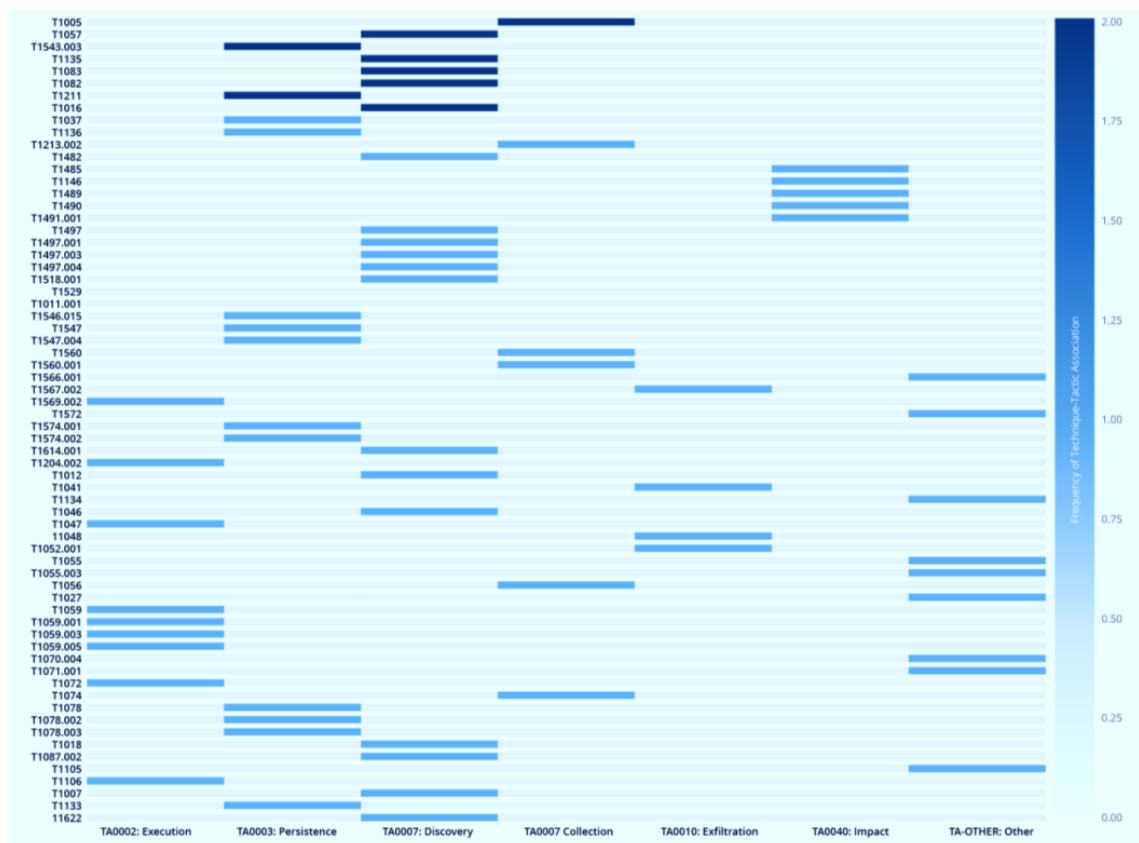 T1005
T1057
T1543.003
T1135
T1083
T1082
T1211
T1016
T1037
T1136
T1213.002
T1482
T1485
T1146
T1489
T1490
T1491.001
T1497
T1497.001
T1497.003
T1497.004
T1518.001
T1529
T1011.001
T1546.015
T1547
T1547.004
T1560
T1560.001
T1566.001
T1567.002
T1569.002
T1572
T1574.001
T1574.002
T1614.001
T1204.002
T1012
T1041
T1134
T1046
T1047
11048
T1052.001
T1055
T1055.003
T1056
T1027
T1059
T1059.001
T1059.003
T1059.005
T1070.004
T1071.001
T1072
T1074
T1078
T1078.002
T1078.003
T1018
T1087.002
T1105
T1106
T1007
T1133
11622
TA0002: Execution
TA0003: Persistence
TA0007: Discovery
TA0007 Collection
TA0010: Exfiltration
TA0040: Impact
TA-OTHER: Other
2.00
1.75
1.50
1.25
1.00
0.75
0.50
0.25
0.00
Frequency of Technique-Tactic Association